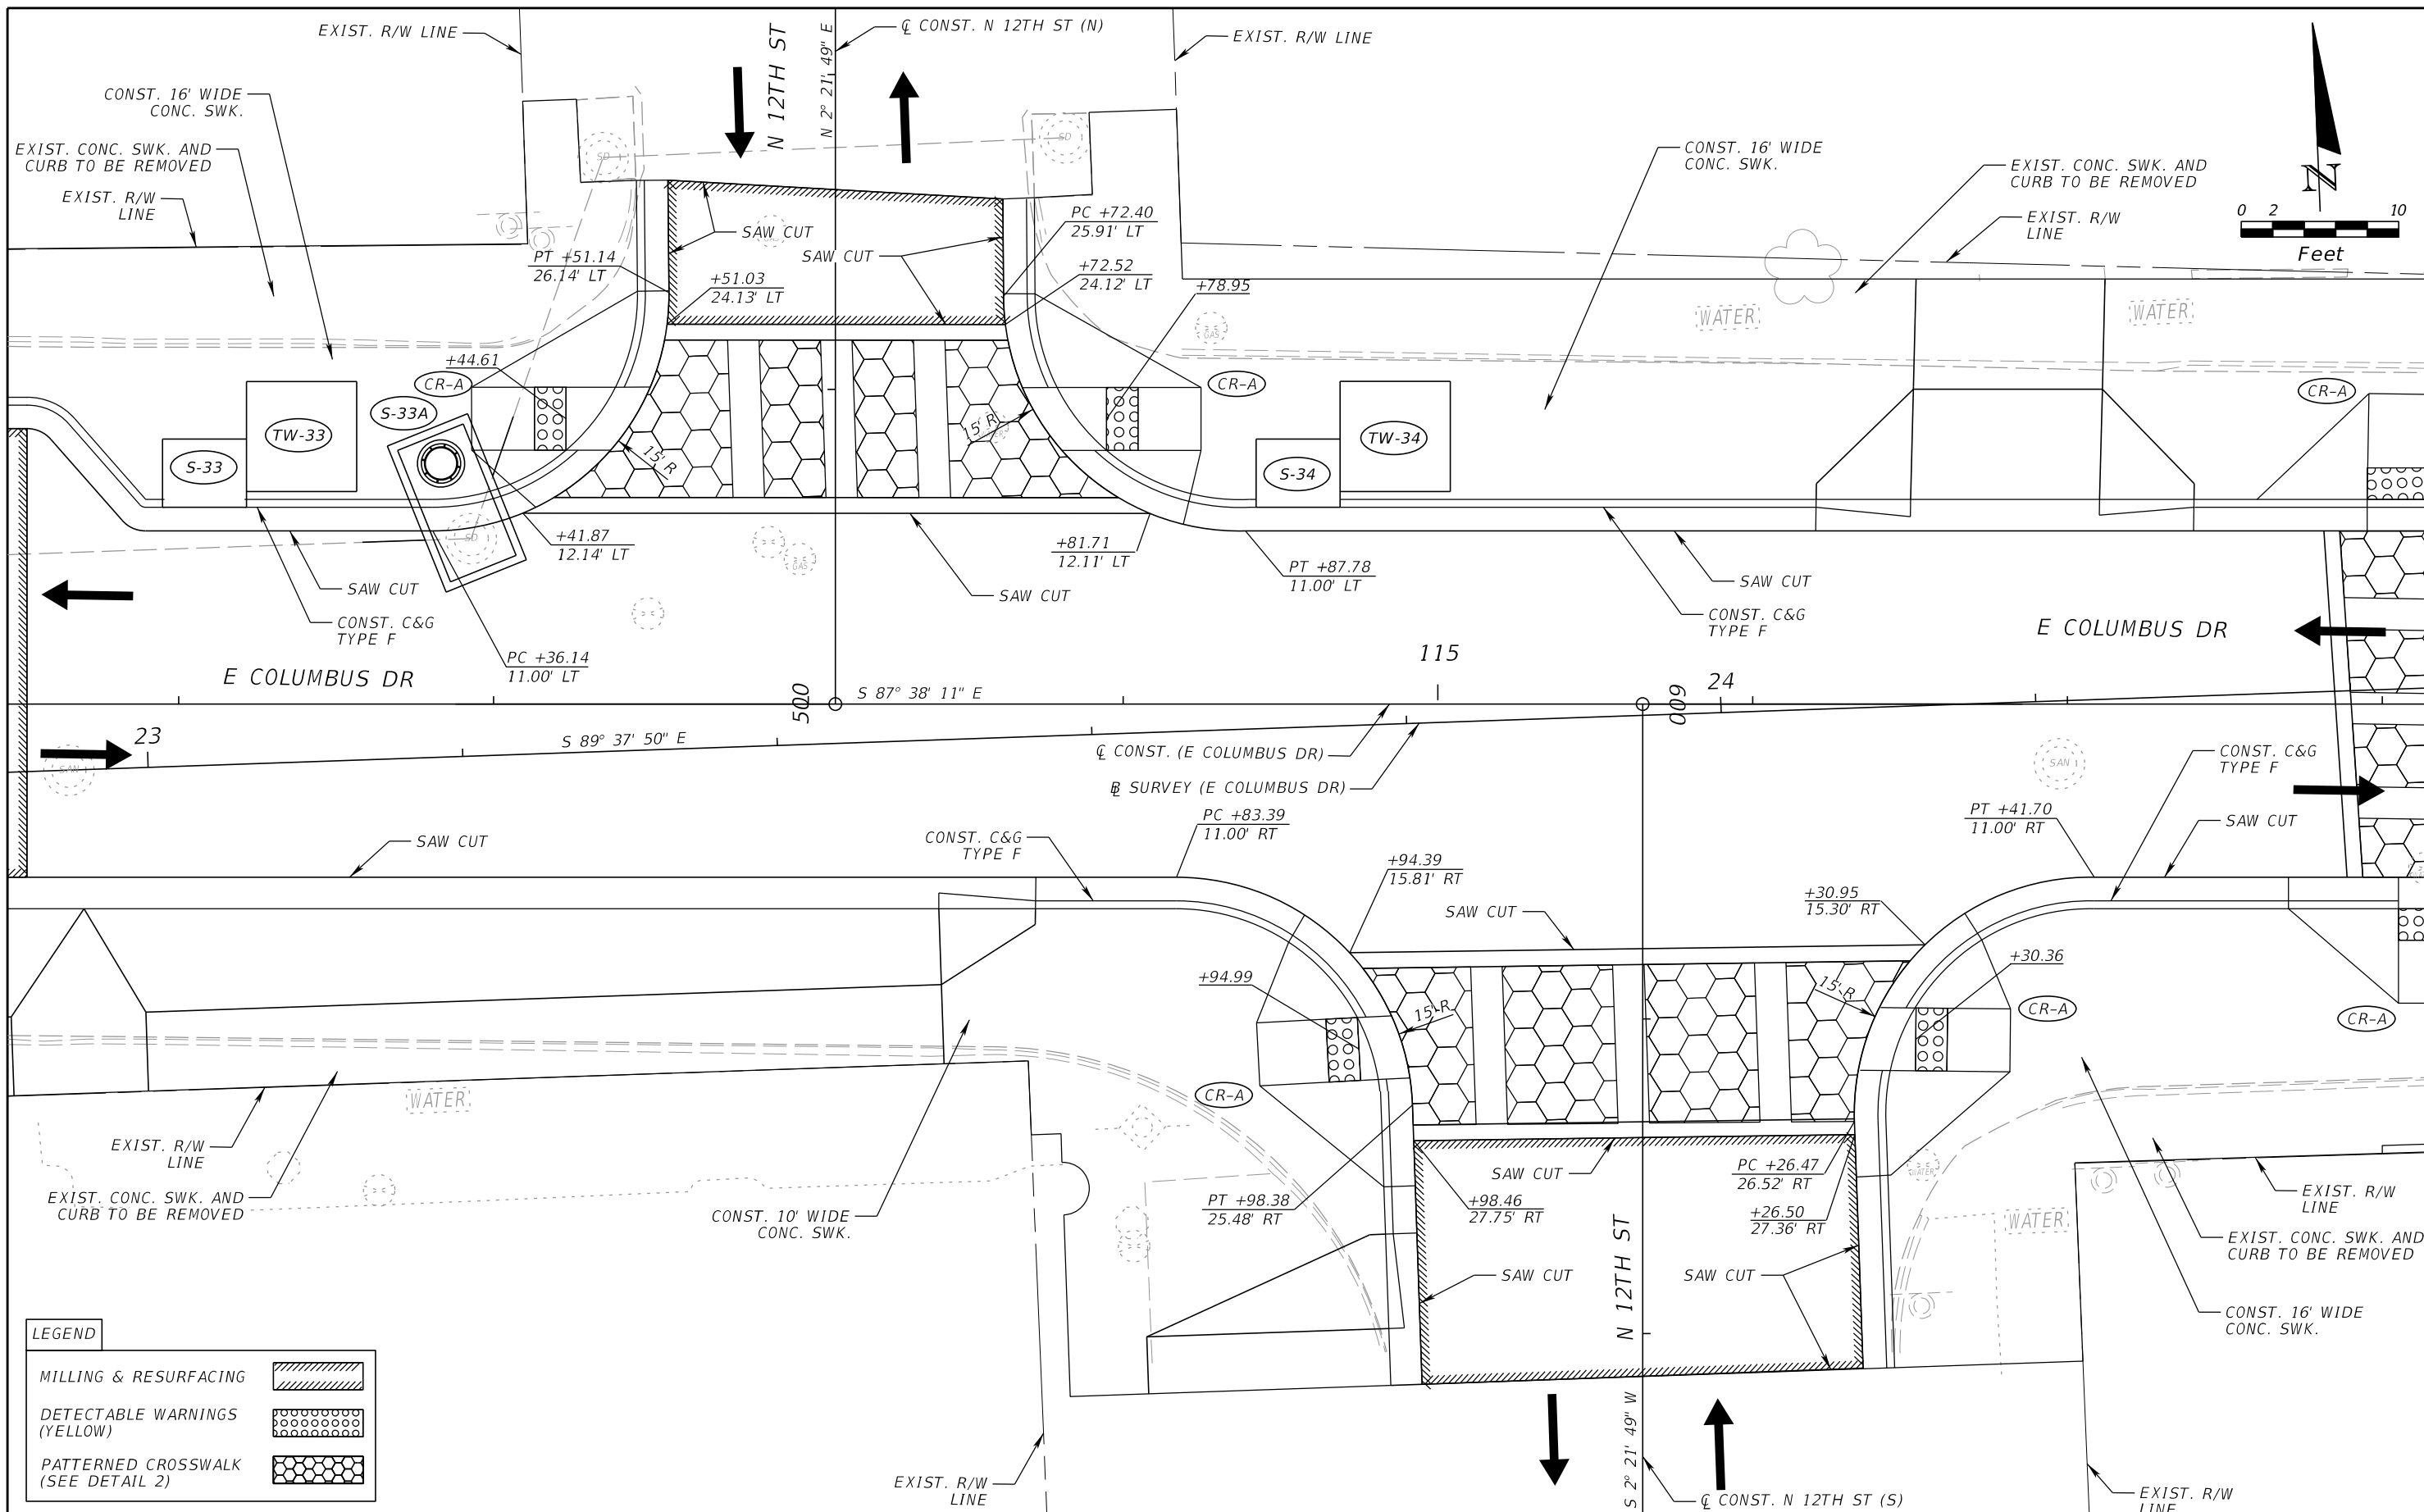 EXIST. R/W LINE
N 12TH ST
N 2° 21' 49" E
℄ CONST. N 12TH ST (N)
EXIST. R/W LINE
CONST. 16' WIDE
CONC. SWK.
EXIST. CONC. SWK. AND
CURB TO BE REMOVED
EXIST. R/W
LINE
SD
SD
CONST. 16' WIDE
CONC. SWK.
EXIST. CONC. SWK. AND
CURB TO BE REMOVED
EXIST. R/W
LINE
N
0 2 10
Feet
SAW CUT
SAW CUT
PC +72.40
25.91' LT
PT +51.14
26.14' LT
+51.03
24.13' LT
+72.52
24.12' LT
+78.95
GAS
WATER
WATER
+44.61
CR-A
S-33A
TW-33
S-33
CR-A
TW-34
S-34
CR-A
15' R
15' R
SD
+41.87
12.14' LT
GAS
+81.71
12.11' LT
PT +87.78
11.00' LT
SAW CUT
SAW CUT
SAW CUT
CONST. C&G
TYPE F
CONST. C&G
TYPE F
PC +36.14
11.00' LT
E COLUMBUS DR
E COLUMBUS DR
115
500
S 87° 38' 11" E
600
24
23
S 89° 37' 50" E
SAN
℄ CONST. (E COLUMBUS DR)
B̲L SURVEY (E COLUMBUS DR)
SAN
CONST. C&G
TYPE F
SAW CUT
SAW CUT
CONST. C&G
TYPE F
PC +83.39
11.00' RT
PT +41.70
11.00' RT
+94.39
15.81' RT
SAW CUT
+30.95
15.30' RT
+94.99
+30.36
15' R
15' R
CR-A
CR-A
CR-A
WATER
EXIST. R/W
LINE
EXIST. CONC. SWK. AND
CURB TO BE REMOVED
CONST. 10' WIDE
CONC. SWK.
PT +98.38
25.48' RT
+98.46
27.75' RT
SAW CUT
PC +26.47
26.52' RT
+26.50
27.36' RT
WATER
EXIST. R/W
LINE
EXIST. CONC. SWK. AND
CURB TO BE REMOVED
CONST. 16' WIDE
CONC. SWK.
SAW CUT
N 12TH ST
SAW CUT
LEGEND
MILLING & RESURFACING
DETECTABLE WARNINGS
(YELLOW)
PATTERNED CROSSWALK
(SEE DETAIL 2)
EXIST. R/W
LINE
S 2° 21' 49" W
℄ CONST. N 12TH ST (S)
EXIST. R/W
LINE